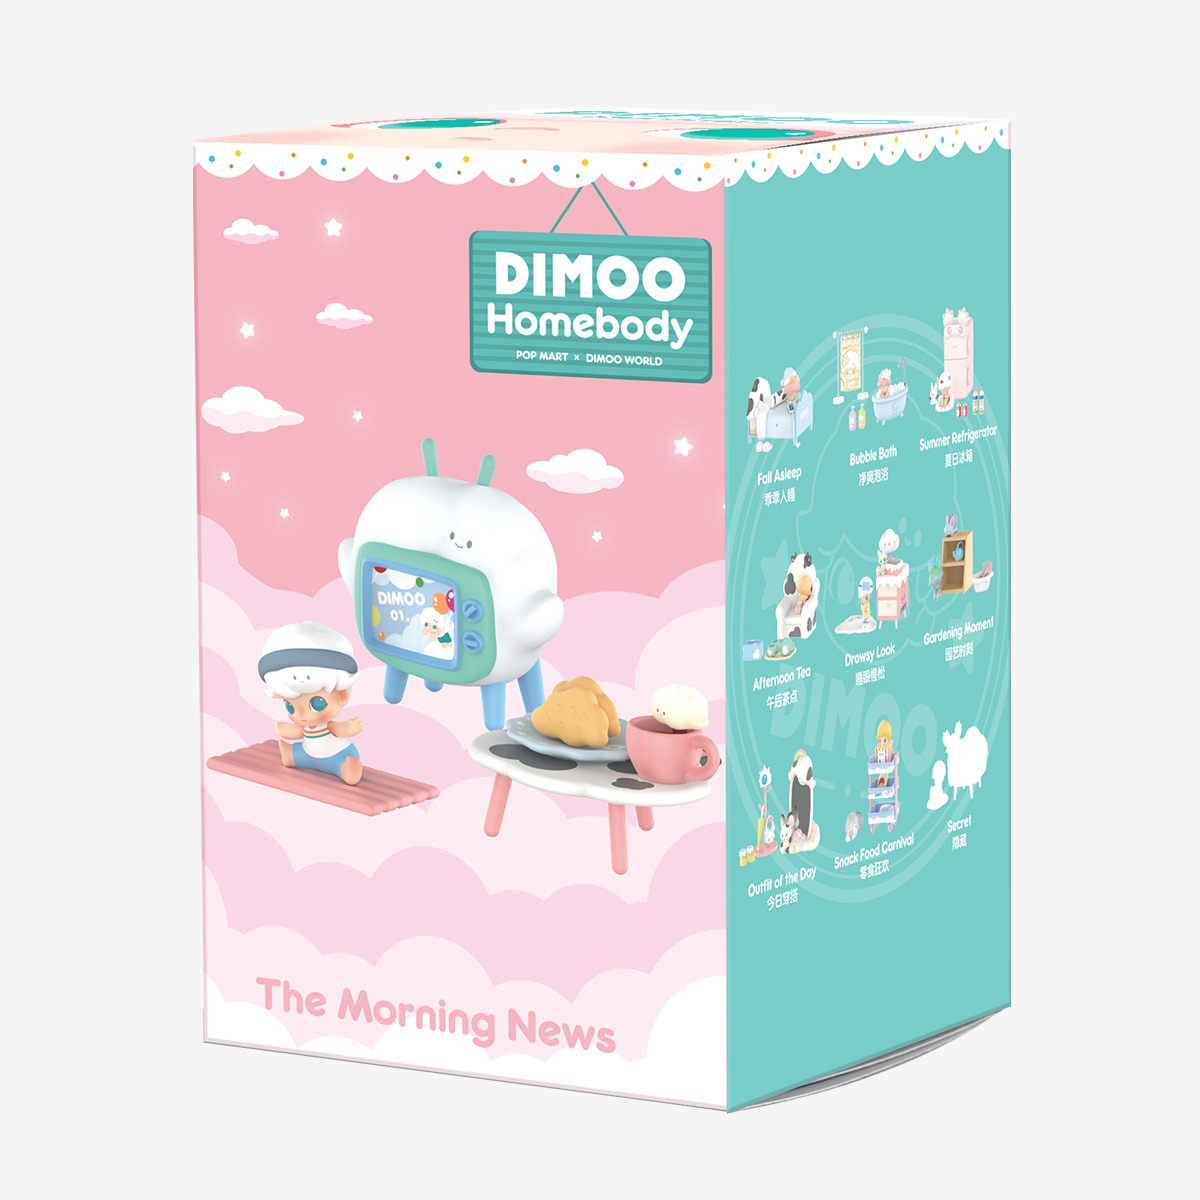 DIMOO
Homebody
POP MART × DIMOO WORLD
DIMOO
01.
The Morning News
Fall Asleep
乖乖入睡
Bubble Bath
净爽泡浴
Summer Refrigerator
夏日冰箱
Afternoon Tea
午后茶点
Drowsy Look
睡眼惺忪
Gardening Moment
园艺时刻
Outfit of the Day
今日穿搭
Snack Food Carnival
零食狂欢
Secret
隐藏
DIMOO